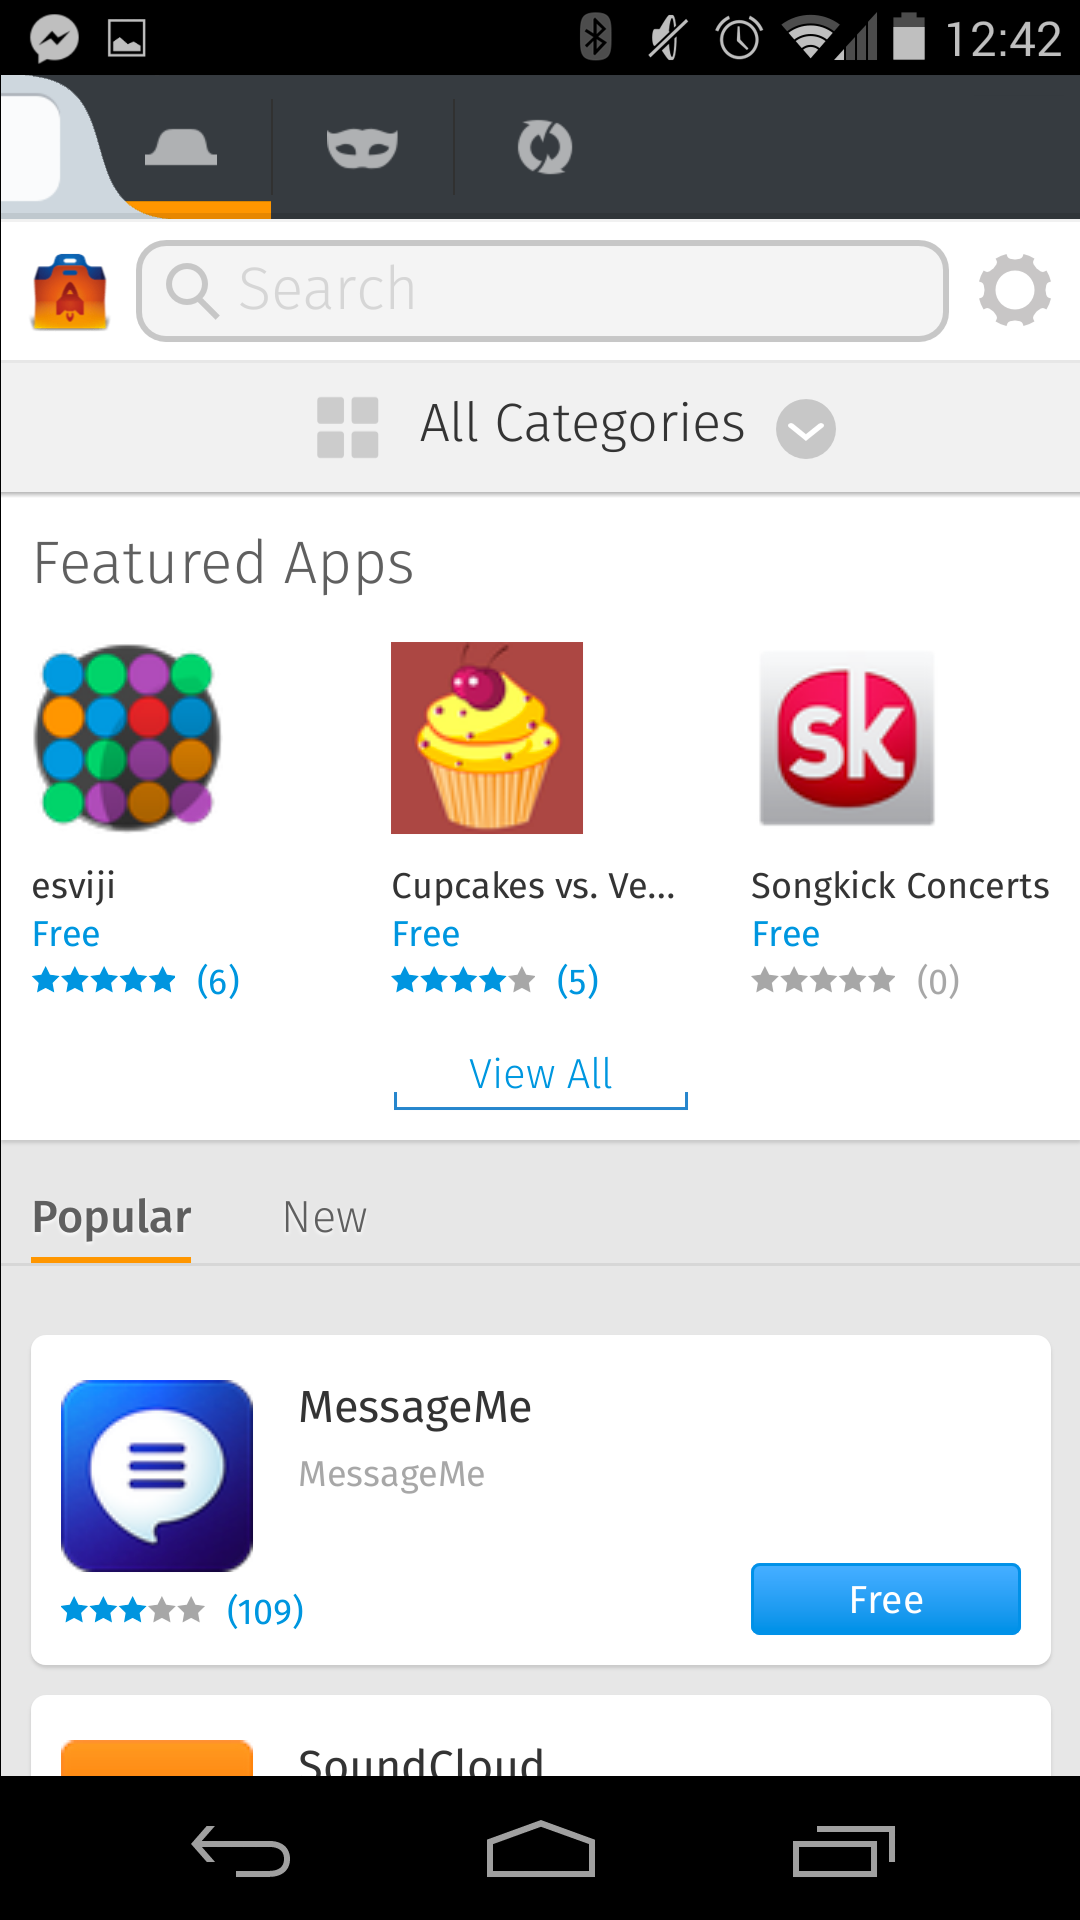 12:42
Search
All Categories
Featured Apps
sk
esviji
Cupcakes vs. Ve...
Songkick Concerts
Free
Free
Free
(6)
(5)
(0)
View All
Popular
New
MessageMe
MessageMe
(109)
Free
SoundCloud